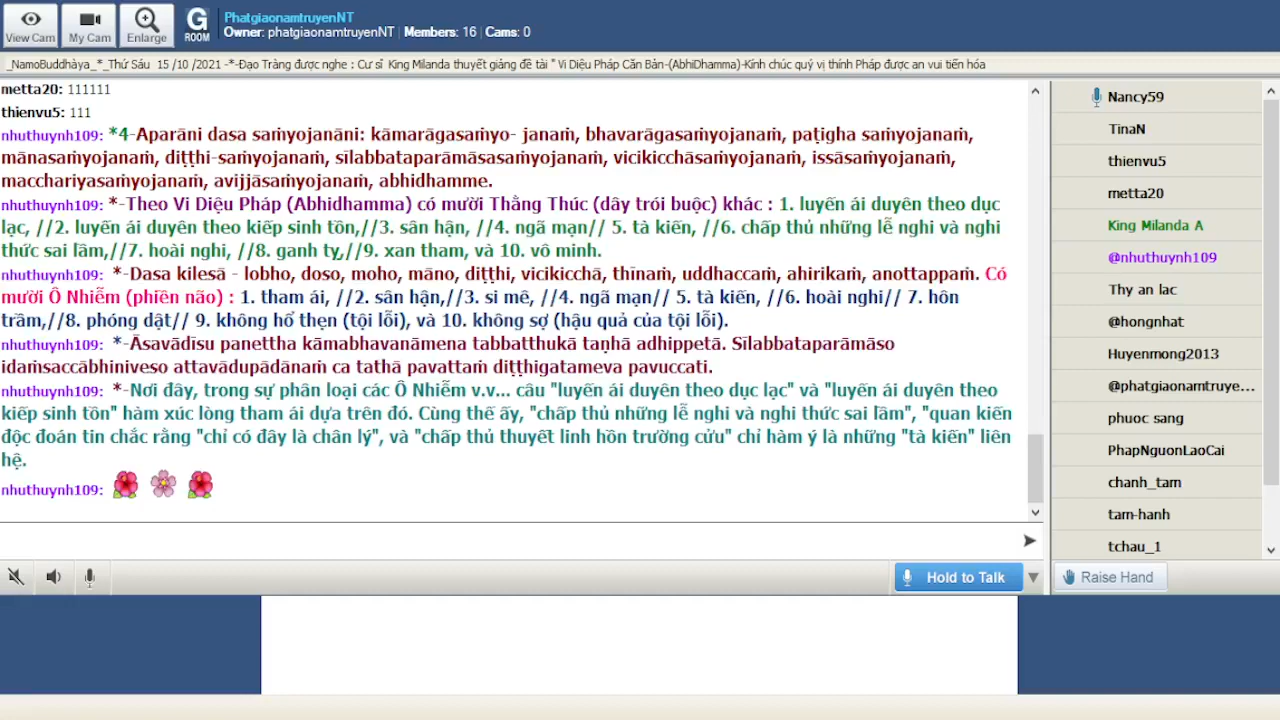 View Cam
My Cam
Enlarge
G
ROOM
PhatgiaonamtruyenNT
Owner: phatgiaonamtruyenNT | Members: 16 | Cams: 0
_NamoBuddhàya_*_Thứ Sáu 15 /10 /2021 -*-Đạo Tràng được nghe : Cư sĩ King Milanda thuyết giảng đề tài " Vi Diệu Pháp Căn Bản-(AbhiDhamma)-Kính chúc quý vị thính Pháp được an vui tiến hóa
metta20: 111111
thienvu5: 111
nhuthuynh109: *4-Aparāni dasa saṁyojanāni: kāmarāgasaṁyo- janaṁ, bhavarāgasaṁyojanaṁ, paṭigha saṁyojanaṁ,
mānasaṁyojanaṁ, diṭṭhi-saṁyojanaṁ, sīlabbataparāmāsasaṁyojanaṁ, vicikicchāsaṁyojanaṁ, issāsaṁyojanaṁ,
macchariyasaṁyojanaṁ, avijjāsaṁyojanaṁ, abhidhamme.
nhuthuynh109: *-Theo Vi Diệu Pháp (Abhidhamma) có mười Thằng Thúc (dây trói buộc) khác : 1. luyến ái duyên theo dục
lạc, //2. luyến ái duyên theo kiếp sinh tồn,//3. sân hận, //4. ngã mạn// 5. tà kiến, //6. chấp thủ những lễ nghi và nghi
thức sai lầm,//7. hoài nghi, //8. ganh tỵ,//9. xan tham, và 10. vô minh.
nhuthuynh109: *-Dasa kilesā - lobho, doso, moho, māno, diṭṭhi, vicikicchā, thīnaṁ, uddhaccaṁ, ahirikaṁ, anottappaṁ. Có
mười Ô Nhiễm (phiền não) : 1. tham ái, //2. sân hận,//3. si mê, //4. ngã mạn// 5. tà kiến, //6. hoài nghi// 7. hôn
trầm,//8. phóng dật// 9. không hổ thẹn (tội lỗi), và 10. không sợ (hậu quả của tội lỗi).
nhuthuynh109: *-Āsavādisu panettha kāmabhavanāmena tabbatthukā taṇhā adhippetā. Sīlabbataparāmāso
idaṁsaccābhiniveso attavādupādānaṁ ca tathā pavattaṁ diṭṭhigatameva pavuccati.
nhuthuynh109: *-Nơi đây, trong sự phân loại các Ô Nhiễm v.v... câu "luyến ái duyên theo dục lạc" và "luyến ái duyên theo
kiếp sinh tồn" hàm xúc lòng tham ái dựa trên đó. Cùng thế ấy, "chấp thủ những lễ nghi và nghi thức sai lầm", "quan kiến
độc đoán tin chắc rằng "chỉ có đây là chân lý", và "chấp thủ thuyết linh hồn trường cửu" chỉ hàm ý là những "tà kiến" liên
hệ.
nhuthuynh109:
Hold to Talk
Nancy59
TinaN
thienvu5
metta20
King Milanda A
@nhuthuynh109
Thy an lac
@hongnhat
Huyenmong2013
@phatgiaonamtruye...
phuoc sang
PhapNguonLaoCai
chanh_tam
tam-hanh
tchau_1
Raise Hand